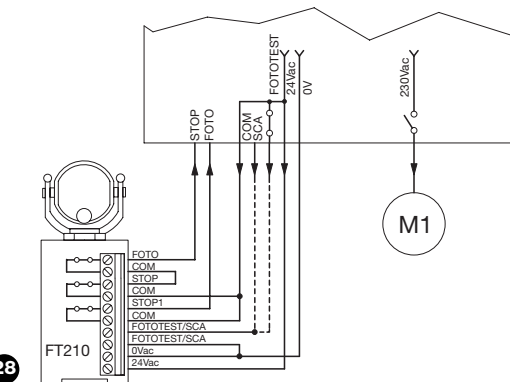 FOTOTEST
24Vac
0V
230Vac
STOP
FOTO
COM
SCA
M1
FOTO
COM
STOP
COM
STOP1
COM
FOTOTEST/SCA
FOTOTEST/SCA
0Vac
24Vac
FT210
28